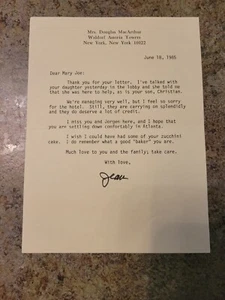 Mrs. Douglas MacArthur
Waldorf Astoria Towers
New York, New York 10022
June 18, 1986
Dear Mary Joe:
Thank you for your letter. I've talked with
your daughter yesterday in the lobby and she told me
that she was here to help, as is your son, Christian.
We're managing very well, but I feel so sorry
for the hotel. Still, they are carrying on splendidly
and they do deserve a lot of credit.
I miss you and Jorgen here, and I hope that
you are settling down comfortably in Atlanta.
I wish I could have had some of your zucchini
cake. I do remember what a good "baker" you are.
Much love to you and the family; take care.
With love,
Jean